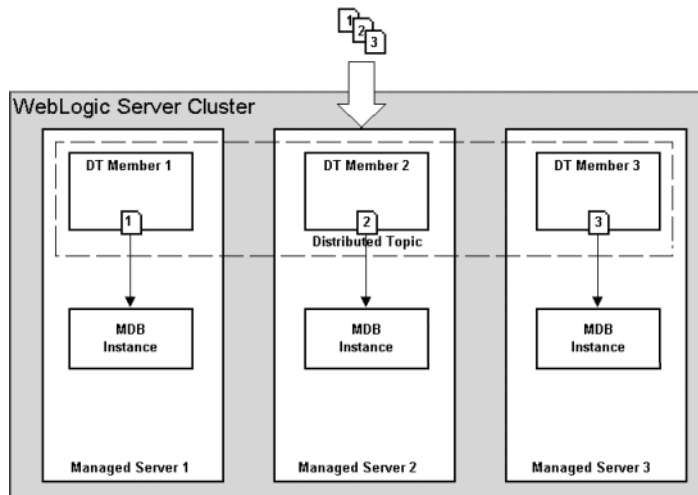 1
2
3
WebLogic Server Cluster
DT Member 1
DT Member 2
DT Member 3
1
2
3
Distributed Topic
MDB
Instance
MDB
Instance
MDB
Instance
Managed Server 1
Managed Server 2
Managed Server 3